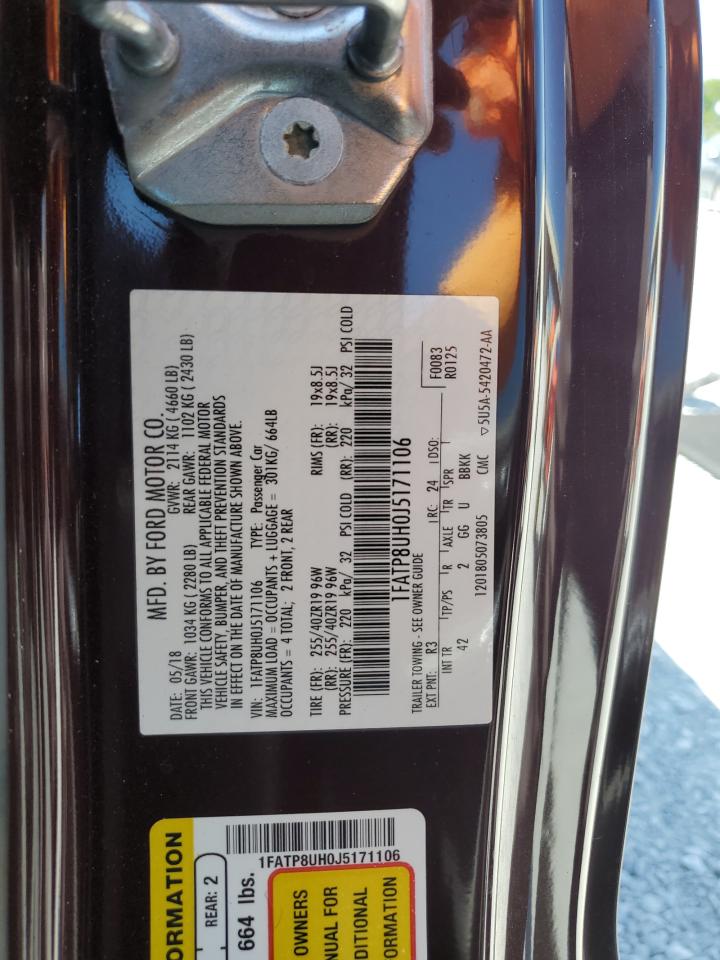 MFD. BY FORD MOTOR CO.
DATE: 05/18 GVWR: 2114 KG ( 4660 LB)
FRONT GAWR: 1034 KG ( 2280 LB) REAR GAWR: 1102 KG ( 2430 LB)
THIS VEHICLE CONFORMS TO ALL APPLICABLE FEDERAL MOTOR
VEHICLE SAFETY, BUMPER, AND THEFT PREVENTION STANDARDS
IN EFFECT ON THE DATE OF MANUFACTURE SHOWN ABOVE.
VIN: 1FATP8UH0J5171106 TYPE: Passenger Car
MAXIMUM LOAD = OCCUPANTS + LUGGAGE = 301KG/ 664LB
OCCUPANTS = 4 TOTAL; 2 FRONT, 2 REAR
TIRE (FR): 255/40ZR19 96W RIMS (FR): 19x8.5J
(RR): 255/40ZR19 96W (RR): 19x8.5J
PRESSURE (FR): 220 kPa/ 32 PSI COLD (RR): 220 kPa/ 32 PSI COLD
1FATP8UH0J5171106
TRAILER TOWING - SEE OWNER GUIDE F0083
EXT PNT: R3 RC: 24 DSO: R0125
INT TR TP/PS R AXLE TR SPR
42 2 GG U BBKK
1201805073805 CMC ▽5U5A-5420472-AA
ORMATION
REAR: 2
664 lbs.
1FATP8UH0J5171106
OWNERS
NUAL FOR
DITIONAL
ORMATION